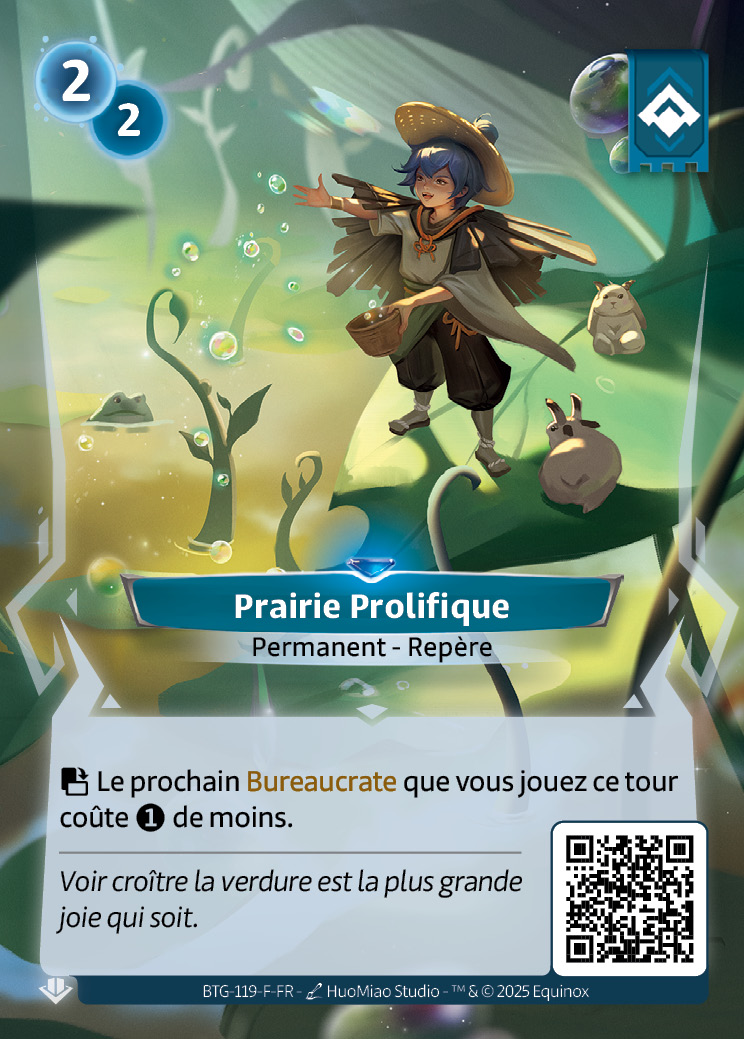 2
2
Prairie Prolifique
Permanent - Repère
Le prochain Bureaucrate que vous jouez ce tour
coûte 1 de moins.
Voir croître la verdure est la plus grande
joie qui soit.
BTG-119-F-FR - HuoMiao Studio - ™ & © 2025 Equinox